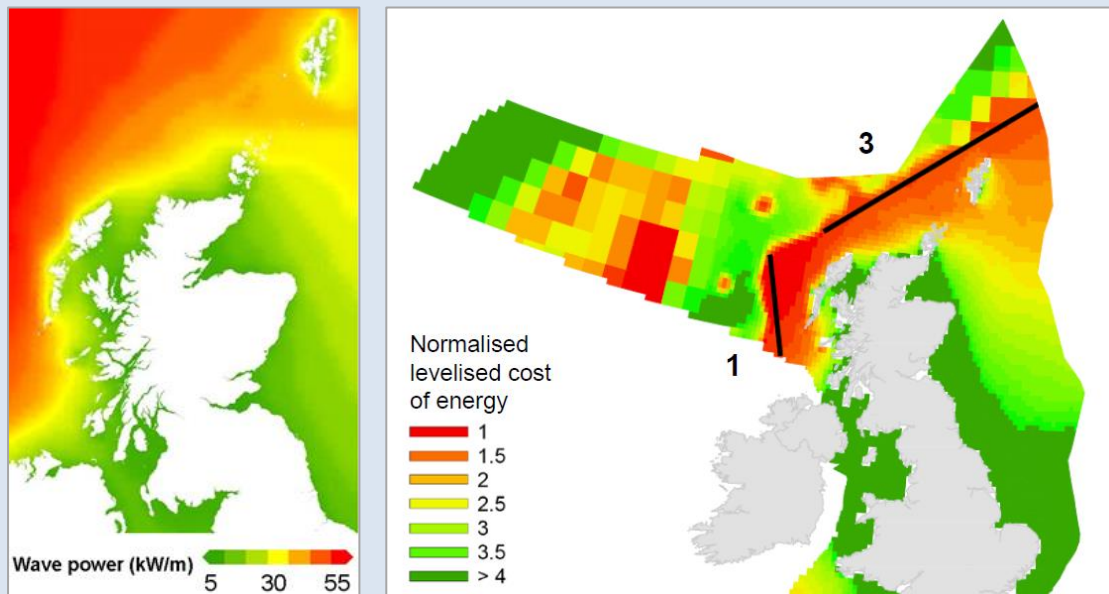 Wave power (kW/m)
5 30 55
3
1
Normalised
levelised cost
of energy
1
1.5
2
2.5
3
3.5
> 4